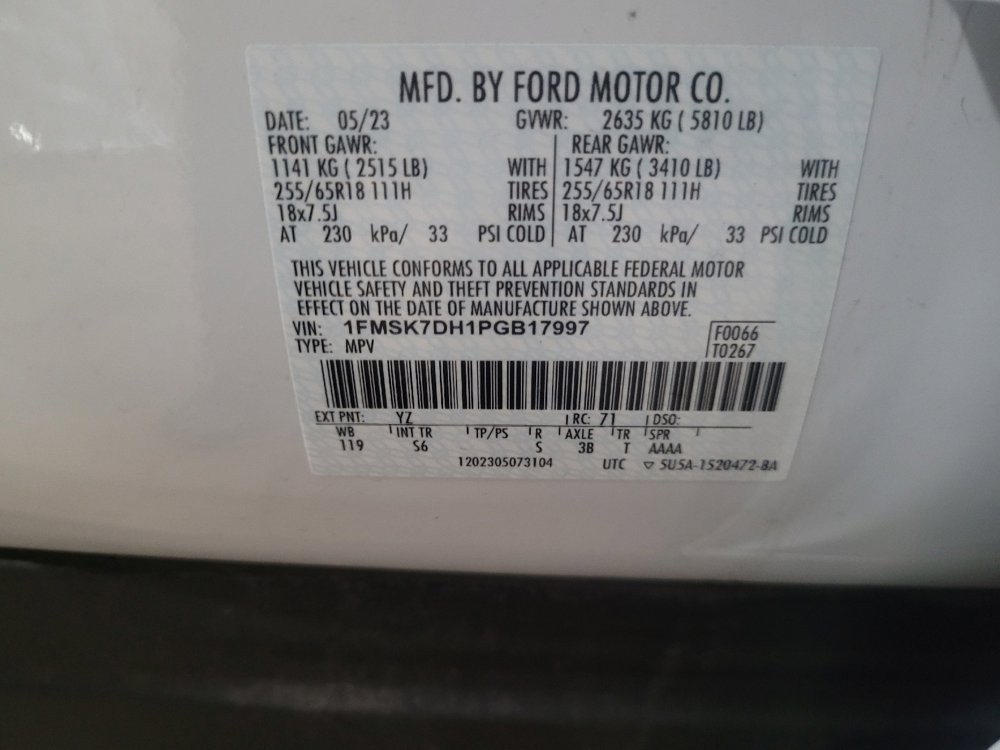 MFD. BY FORD MOTOR CO.
DATE: 05/23 GVWR: 2635 KG ( 5810 LB)
FRONT GAWR: REAR GAWR:
1141 KG ( 2515 LB) WITH 1547 KG ( 3410 LB) WITH
255/65R18 111H TIRES 255/65R18 111H TIRES
18x7.5J RIMS 18x7.5J RIMS
AT 230 kPa/ 33 PSI COLD AT 230 kPa/ 33 PSI COLD
THIS VEHICLE CONFORMS TO ALL APPLICABLE FEDERAL MOTOR
VEHICLE SAFETY AND THEFT PREVENTION STANDARDS IN
EFFECT ON THE DATE OF MANUFACTURE SHOWN ABOVE.
VIN: 1FMSK7DH1PGB17997 F0066
TYPE: MPV T0267
EXT PNT: YZ RC: 71 DSO:
WB INT TR TP/PS R AXLE TR SPR
119 S6 S 3B T AAAA
1202305073104 UTC ▽ SU5A-1520472-BA